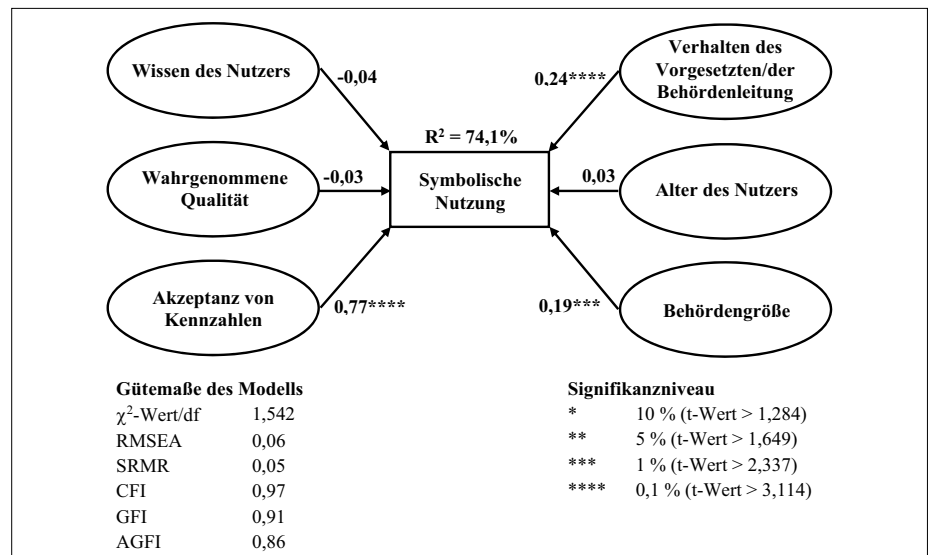 Wissen des Nutzers
-0,04
Verhalten des
Vorgesetzten/der
Behördenleitung
0,24****
R² = 74,1%
Wahrgenommene
Qualität
-0,03
Symbolische
Nutzung
0,03
Alter des Nutzers
Akzeptanz von
Kennzahlen
0,77****
0,19***
Behördengröße
Gütemaße des Modells
χ²-Wert/df 1,542
RMSEA 0,06
SRMR 0,05
CFI 0,97
GFI 0,91
AGFI 0,86
Signifikanzniveau
* 10 % (t-Wert > 1,284)
** 5 % (t-Wert > 1,649)
*** 1 % (t-Wert > 2,337)
**** 0,1 % (t-Wert > 3,114)